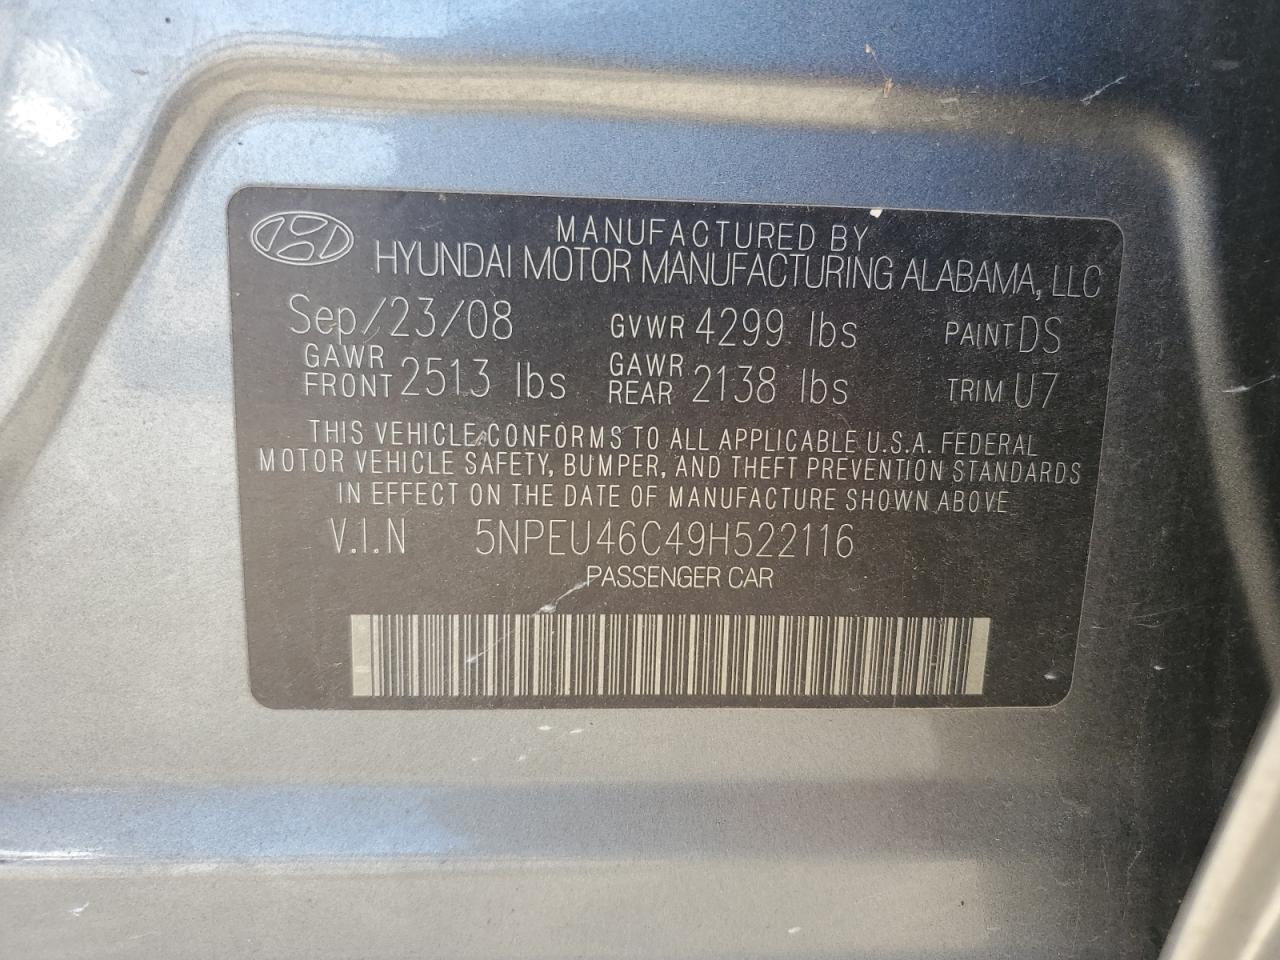 MANUFACTURED BY
HYUNDAI MOTOR MANUFACTURING ALABAMA, LLC
Sep/23/08 GVWR 4299 lbs PAINT DS
GAWR FRONT 2513 lbs GAWR REAR 2138 lbs TRIM U7
THIS VEHICLE CONFORMS TO ALL APPLICABLE U.S.A. FEDERAL
MOTOR VEHICLE SAFETY, BUMPER, AND THEFT PREVENTION STANDARDS
IN EFFECT ON THE DATE OF MANUFACTURE SHOWN ABOVE
V.I.N 5NPEU46C49H522116
PASSENGER CAR